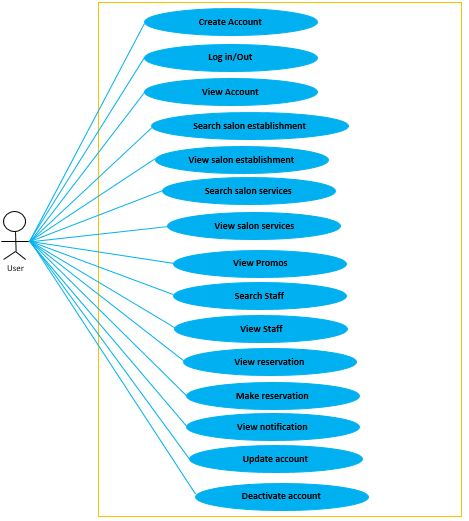 Create Account
Log in/Out
View Account
Search salon establishment
View salon establishment
Search salon services
View salon services
User
View Promos
Search Staff
View Staff
View reservation
Make reservation
View notification
Update account
Deactivate account